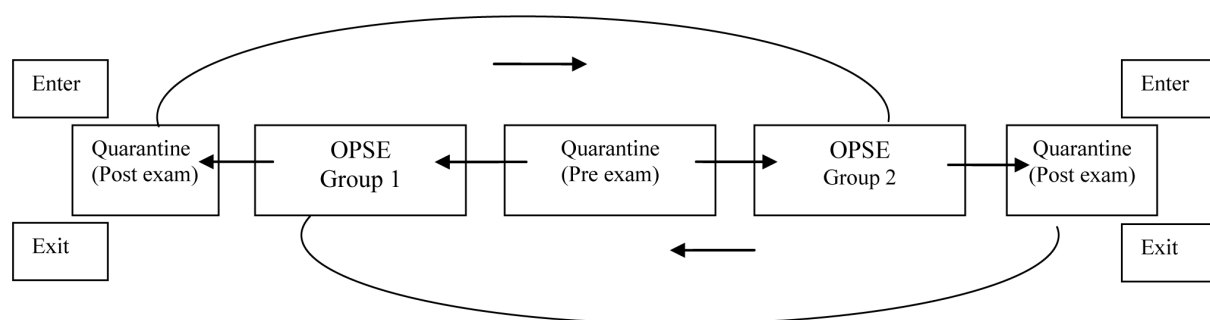 Enter
Enter
Quarantine
(Post exam)
OPSE
Group 1
Quarantine
(Pre exam)
OPSE
Group 2
Quarantine
(Post exam)
Exit
Exit